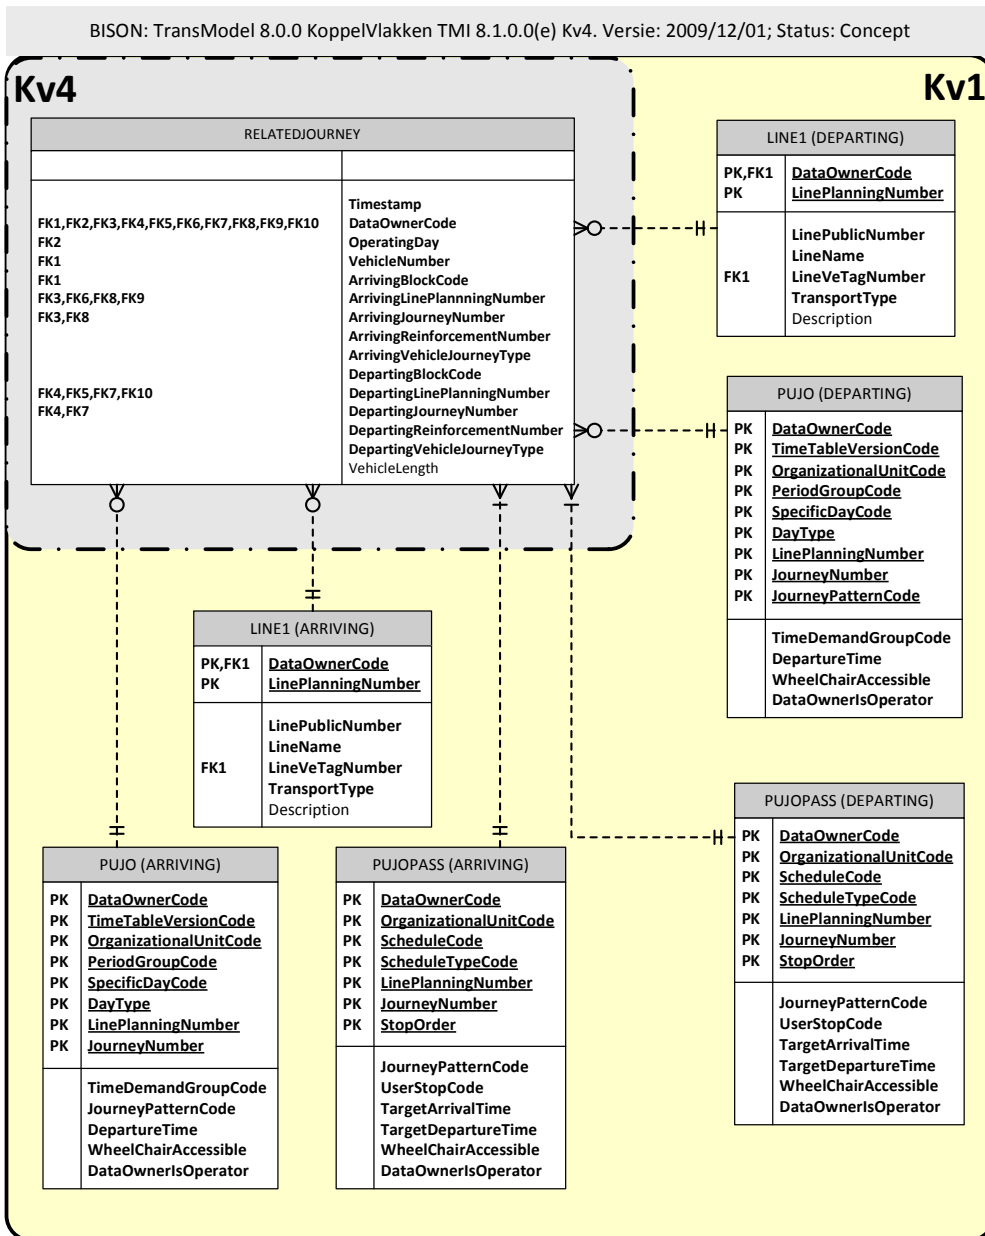 BISON: TransModel 8.0.0 KoppelVlakken TMI 8.1.0.0(e) Kv4. Versie: 2009/12/01; Status: Concept
Kv4
Kv1
RELATEDJOURNEY
Timestamp
FK1,FK2,FK3,FK4,FK5,FK6,FK7,FK8,FK9,FK10 DataOwnerCode
FK2 OperatingDay
FK1 VehicleNumber
FK1 ArrivingBlockCode
FK3,FK6,FK8,FK9 ArrivingLinePlannningNumber
FK3,FK8 ArrivingJourneyNumber
ArrivingReinforcementNumber
ArrivingVehicleJourneyType
DepartingBlockCode
FK4,FK5,FK7,FK10 DepartingLinePlanningNumber
FK4,FK7 DepartingJourneyNumber
DepartingReinforcementNumber
DepartingVehicleJourneyType
VehicleLength
LINE1 (DEPARTING)
PK,FK1 DataOwnerCode
PK LinePlanningNumber
LinePublicNumber
LineName
FK1 LineVeTagNumber
TransportType
Description
PUJO (DEPARTING)
PK DataOwnerCode
PK TimeTableVersionCode
PK OrganizationalUnitCode
PK PeriodGroupCode
PK SpecificDayCode
PK DayType
PK LinePlanningNumber
PK JourneyNumber
PK JourneyPatternCode
TimeDemandGroupCode
DepartureTime
WheelChairAccessible
DataOwnerIsOperator
LINE1 (ARRIVING)
PK,FK1 DataOwnerCode
PK LinePlanningNumber
LinePublicNumber
LineName
FK1 LineVeTagNumber
TransportType
Description
PUJOPASS (DEPARTING)
PK DataOwnerCode
PK OrganizationalUnitCode
PK ScheduleCode
PK ScheduleTypeCode
PK LinePlanningNumber
PK JourneyNumber
PK StopOrder
JourneyPatternCode
UserStopCode
TargetArrivalTime
TargetDepartureTime
WheelChairAccessible
DataOwnerIsOperator
PUJO (ARRIVING)
PK DataOwnerCode
PK TimeTableVersionCode
PK OrganizationalUnitCode
PK PeriodGroupCode
PK SpecificDayCode
PK DayType
PK LinePlanningNumber
PK JourneyNumber
TimeDemandGroupCode
JourneyPatternCode
DepartureTime
WheelChairAccessible
DataOwnerIsOperator
PUJOPASS (ARRIVING)
PK DataOwnerCode
PK OrganizationalUnitCode
PK ScheduleCode
PK ScheduleTypeCode
PK LinePlanningNumber
PK JourneyNumber
PK StopOrder
JourneyPatternCode
UserStopCode
TargetArrivalTime
TargetDepartureTime
WheelChairAccessible
DataOwnerIsOperator